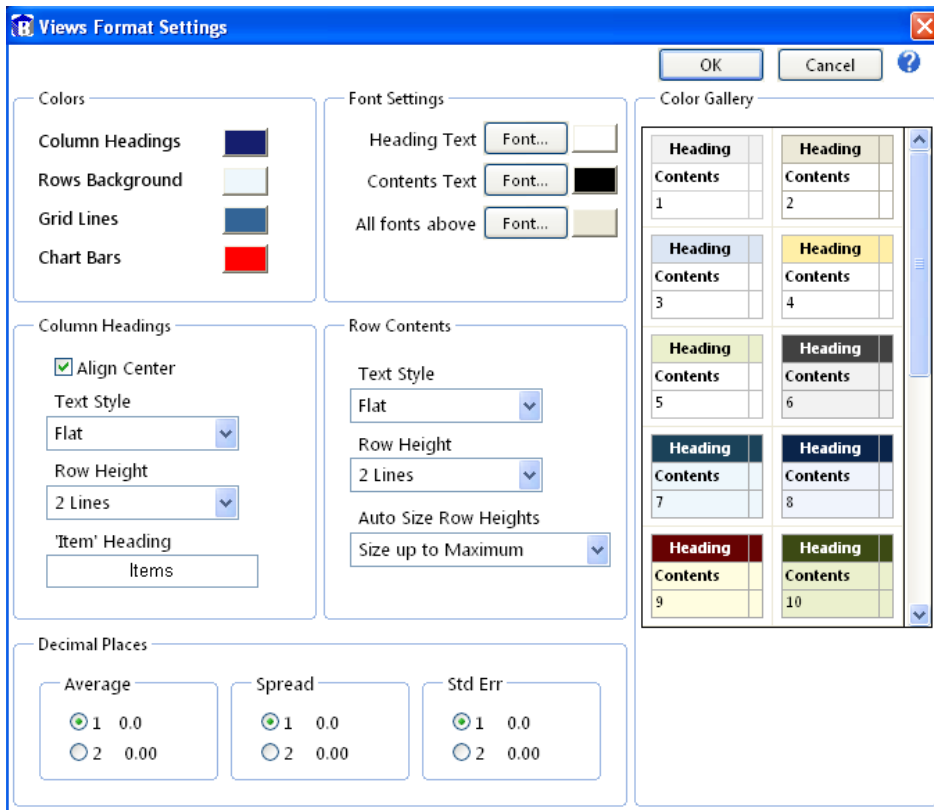 Views Format Settings
OK
Cancel
?
Colors
Column Headings
Rows Background
Grid Lines
Chart Bars
Font Settings
Heading Text Font...
Contents Text Font...
All fonts above Font...
Color Gallery
Heading
Contents
1
Heading
Contents
2
Heading
Contents
3
Heading
Contents
4
Heading
Contents
5
Heading
Contents
6
Heading
Contents
7
Heading
Contents
8
Heading
Contents
9
Heading
Contents
10
Column Headings
Align Center
Text Style
Flat
Row Height
2 Lines
'Item' Heading
Items
Row Contents
Text Style
Flat
Row Height
2 Lines
Auto Size Row Heights
Size up to Maximum
Decimal Places
Average
1 0.0
2 0.00
Spread
1 0.0
2 0.00
Std Err
1 0.0
2 0.00